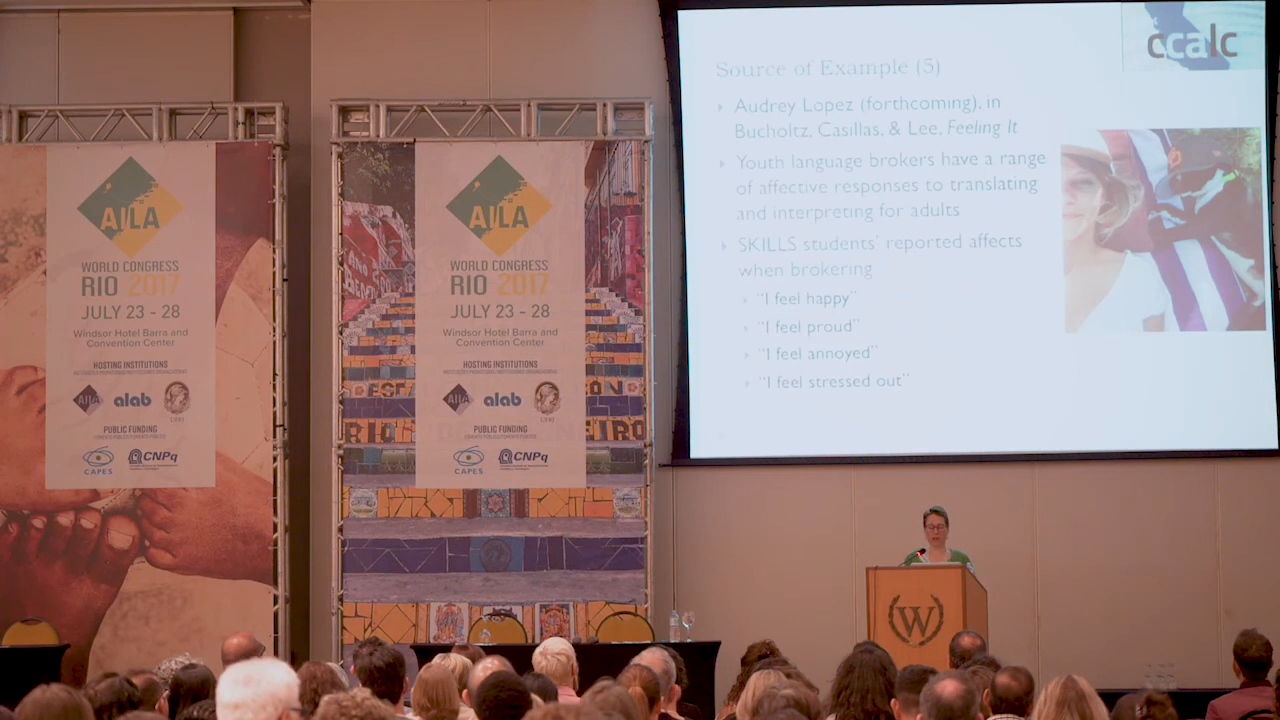 AILA
WORLD CONGRESS
RIO 2017
JULY 23 - 28
Windsor Hotel Barra and
Convention Center
HOSTING INSTITUTIONS
AILA
alab
PUBLIC FUNDING
CAPES
CNPq
AILA
WORLD CONGRESS
RIO 2017
JULY 23 - 28
Windsor Hotel Barra and
Convention Center
HOSTING INSTITUTIONS
AILA
alab
PUBLIC FUNDING
CAPES
CNPq
RIO
EIRO
ccalc
Source of Example (5)
Audrey Lopez (forthcoming), in
Bucholtz, Casillas, & Lee, Feeling It
Youth language brokers have a range
of affective responses to translating
and interpreting for adults
SKILLS students' reported affects
when brokering
"I feel happy"
"I feel proud"
"I feel annoyed"
"I feel stressed out"
W